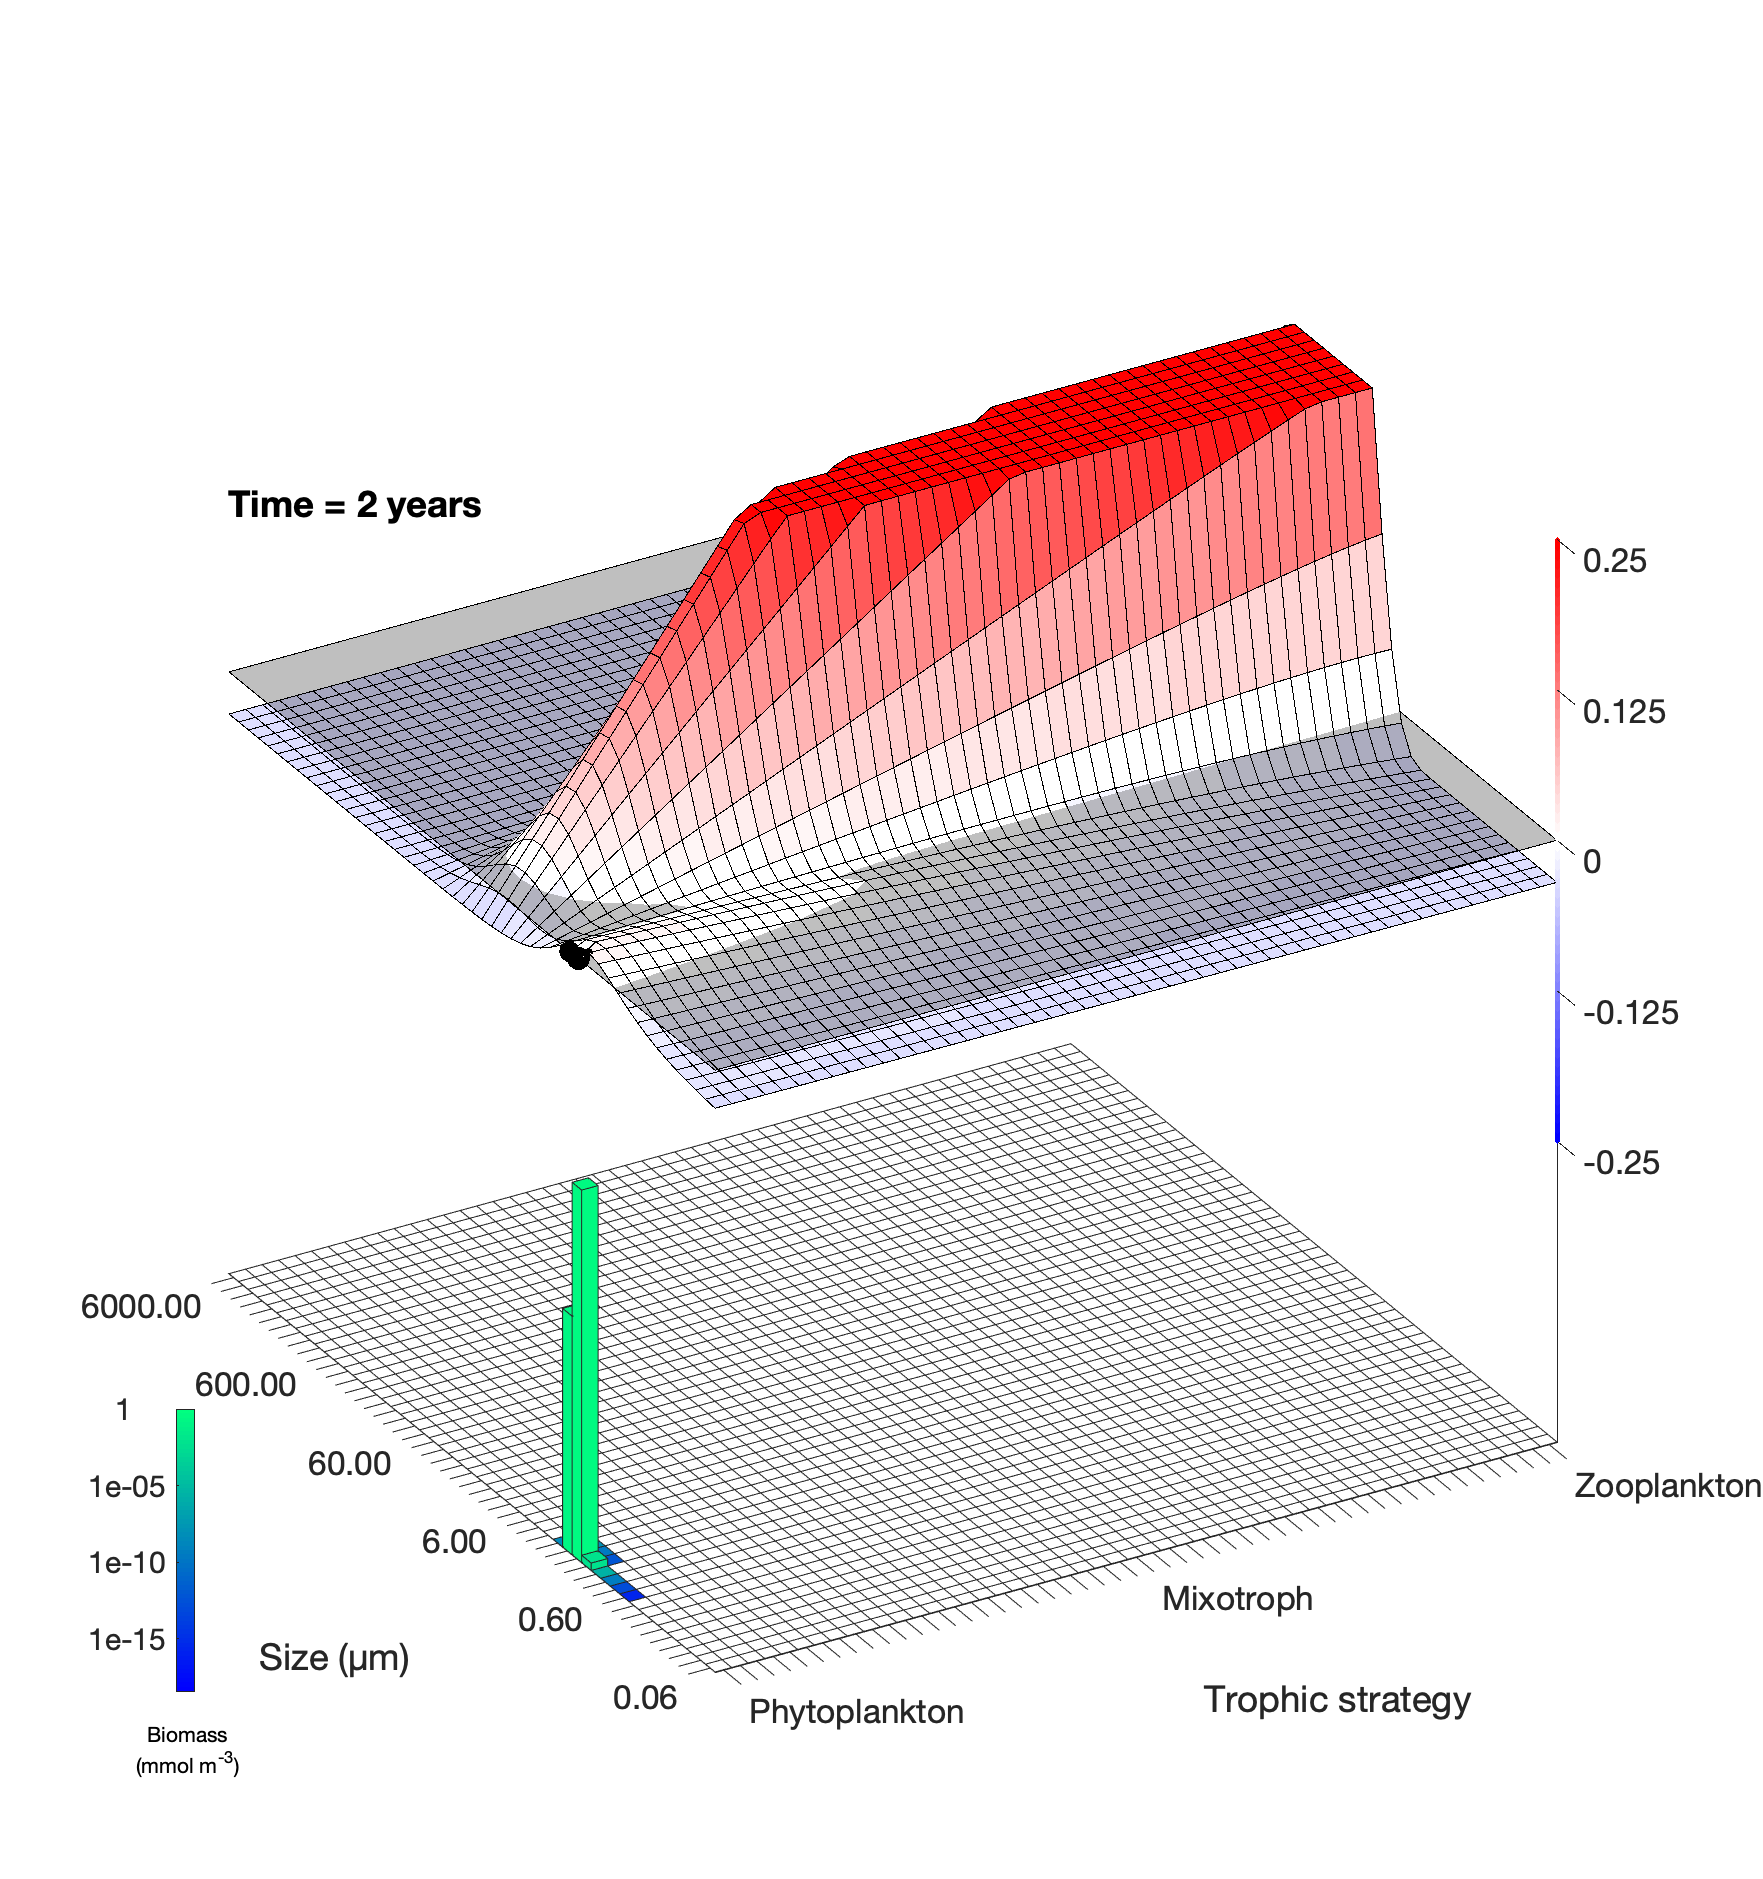 Time = 2 years
0.25
0.125
0
-0.125
-0.25
6000.00
600.00
60.00
6.00
0.60
0.06
Size (µm)
1
1e-05
1e-10
1e-15
Biomass
(mmol m-3)
Zooplankton
Mixotroph
Phytoplankton
Trophic strategy